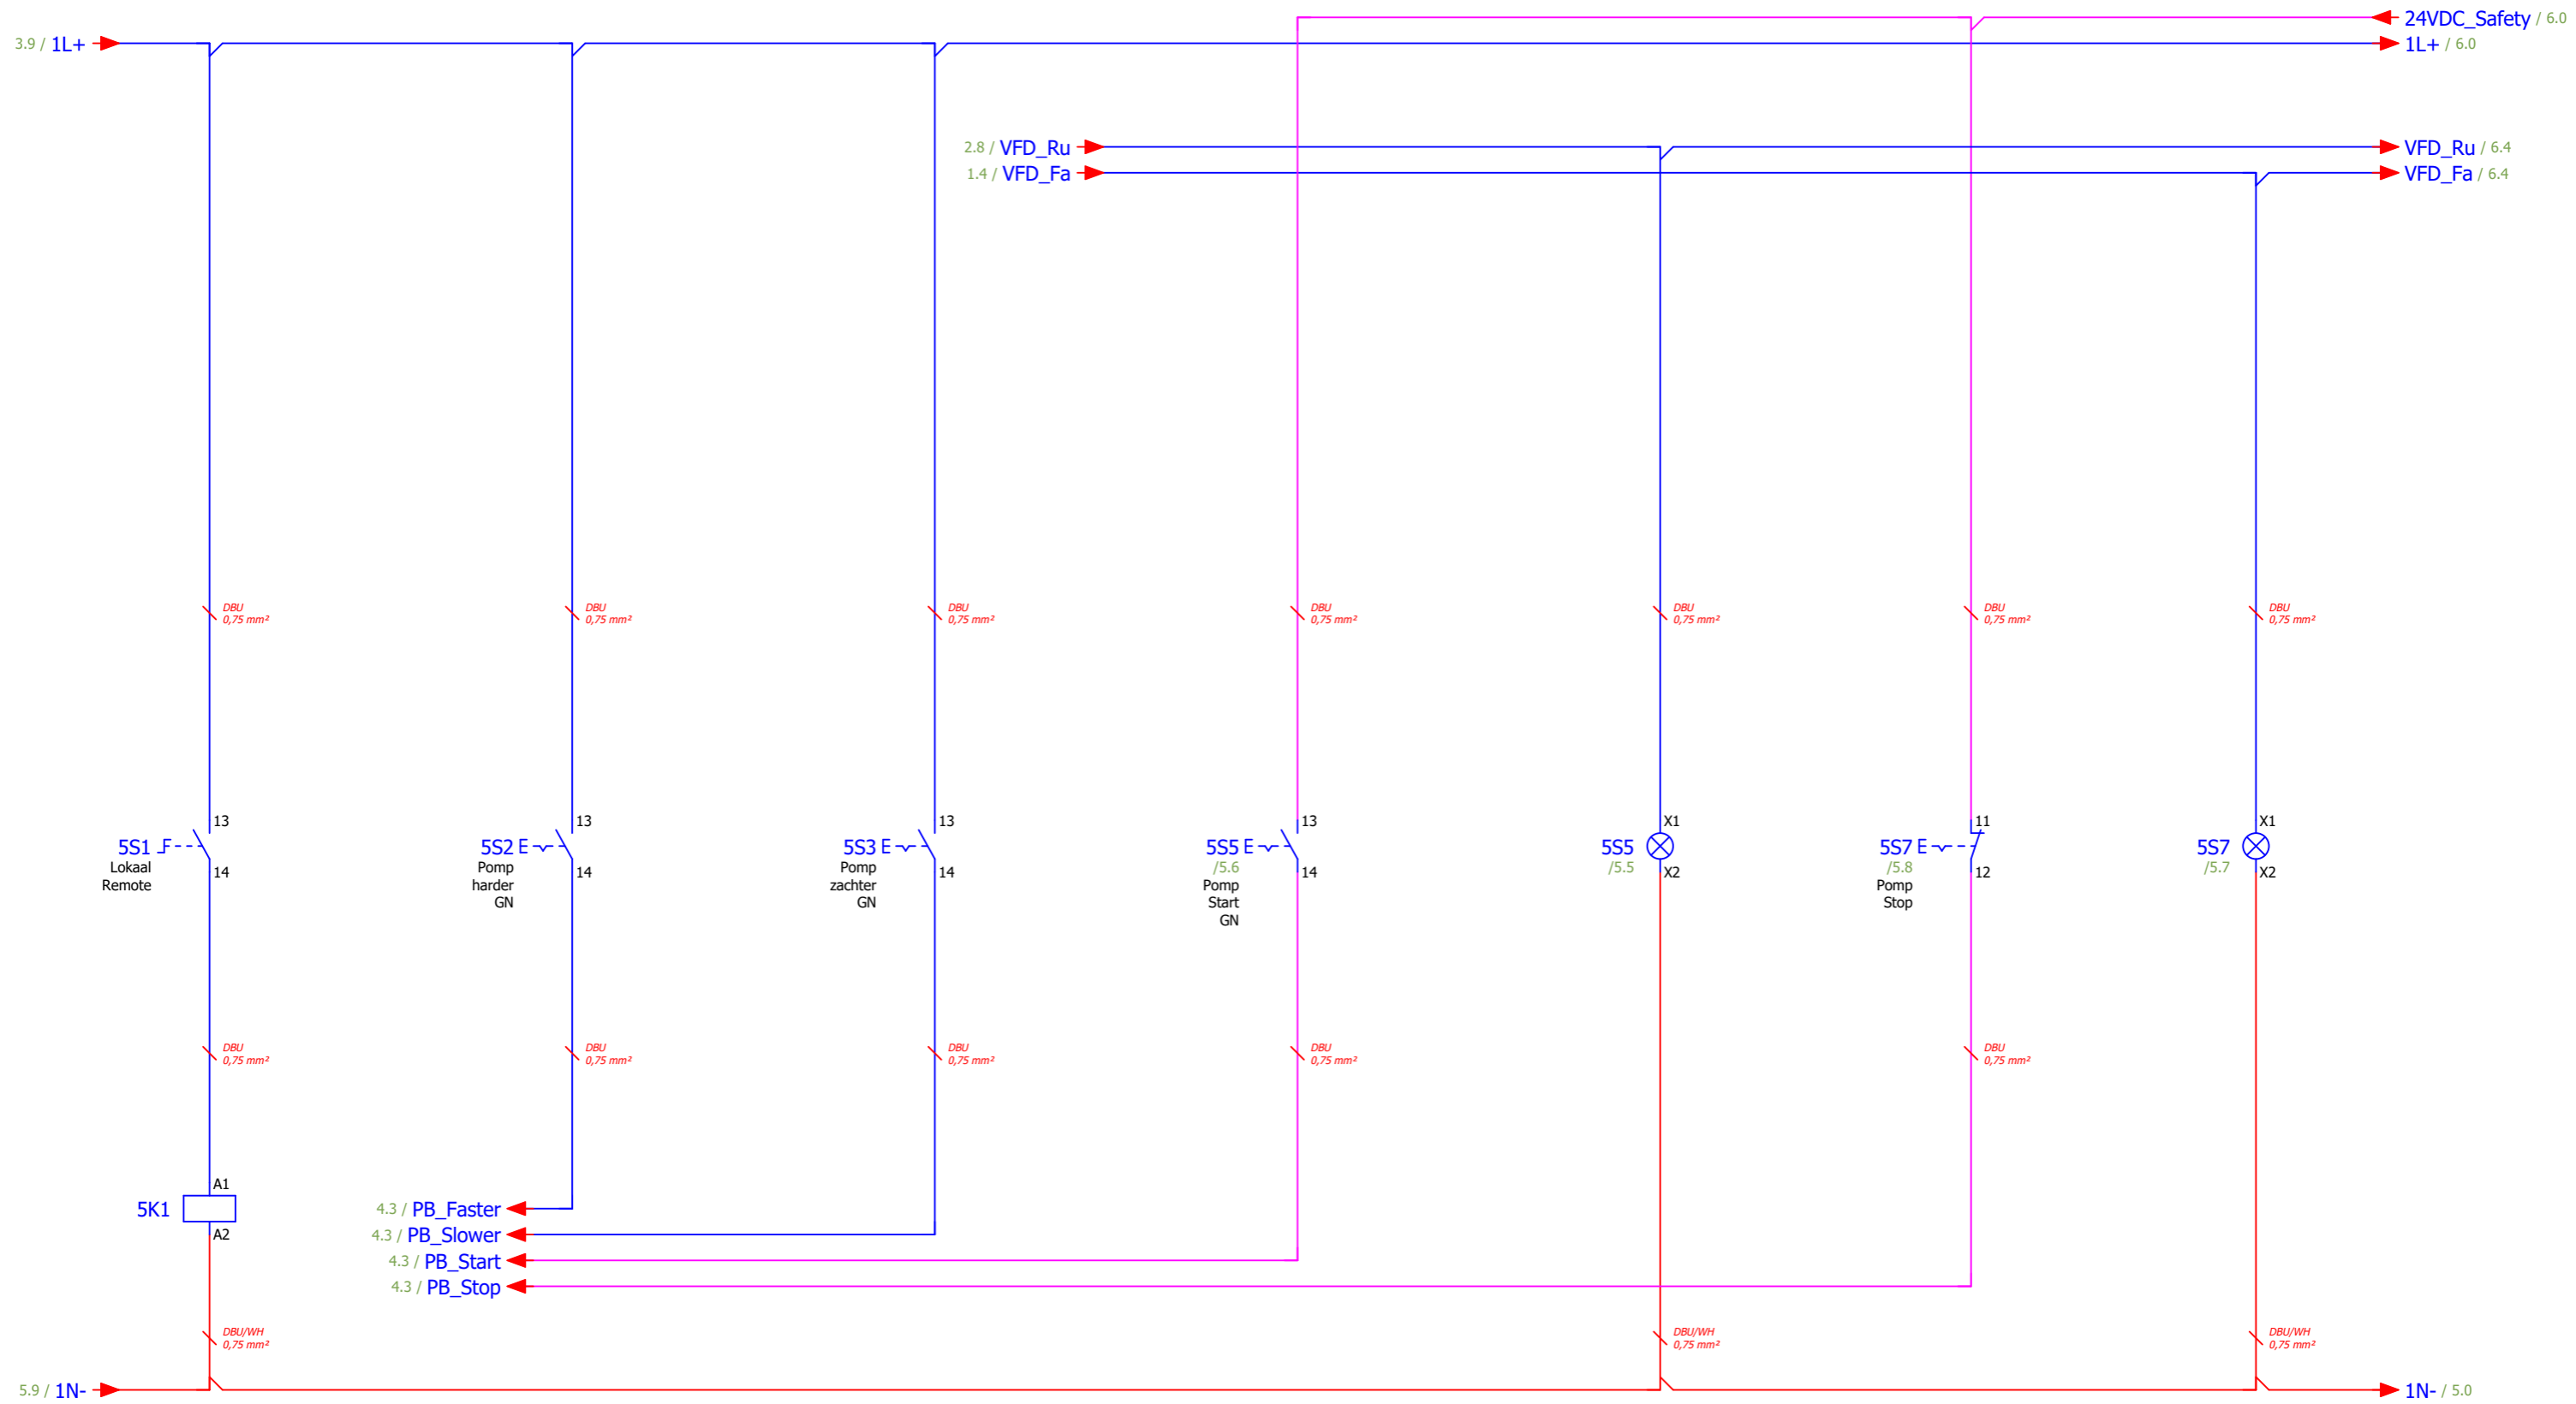 24VDC_Safety / 6.0
3.9 / 1L+
1L+ / 6.0
2.8 / VFD_Ru
VFD_Ru / 6.4
1.4 / VFD_Fa
VFD_Fa / 6.4
DBU
0,75 mm²
DBU
0,75 mm²
DBU
0,75 mm²
DBU
0,75 mm²
DBU
0,75 mm²
DBU
0,75 mm²
DBU
0,75 mm²
13
5S1
Lokaal
Remote
14
13
5S2
Pomp
harder
GN
14
13
5S3
Pomp
zachter
GN
14
13
5S5
/5.6
Pomp
Start
GN
14
X1
5S5
/5.5
X2
11
5S7
/5.8
Pomp
Stop
12
X1
5S7
/5.7
X2
DBU
0,75 mm²
DBU
0,75 mm²
DBU
0,75 mm²
DBU
0,75 mm²
DBU
0,75 mm²
A1
5K1
A2
4.3 / PB_Faster
4.3 / PB_Slower
4.3 / PB_Start
4.3 / PB_Stop
DBU/WH
0,75 mm²
DBU/WH
0,75 mm²
DBU/WH
0,75 mm²
5.9 / 1N-
1N- / 5.0